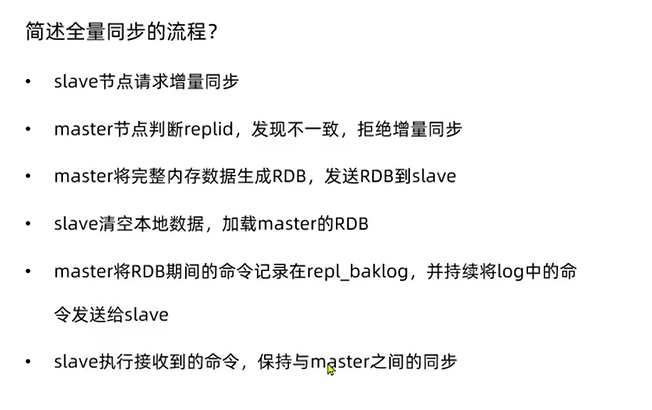 简述全量同步的流程？
• slave节点请求增量同步
• master节点判断replid，发现不一致，拒绝增量同步
• master将完整内存数据生成RDB，发送RDB到slave
• slave清空本地数据，加载master的RDB
• master将RDB期间的命令记录在repl_baklog，并持续将log中的命
令发送给slave
• slave执行接收到的命令，保持与master之间的同步